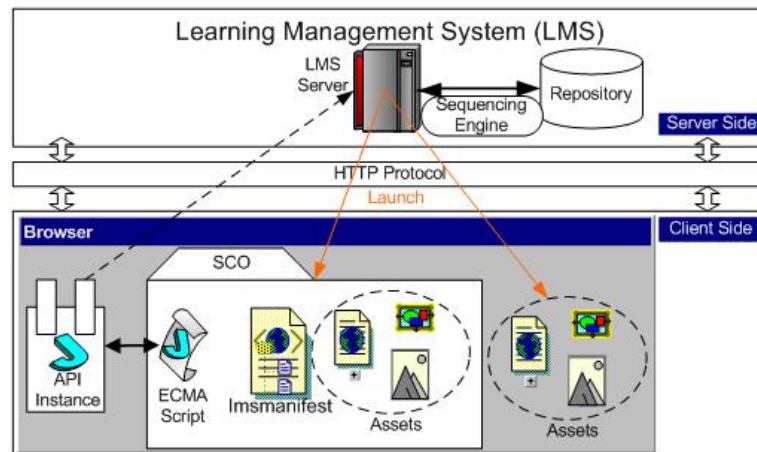 Learning Management System (LMS)
LMS
Server
Sequencing
Engine
Repository
Server Side
HTTP Protocol
Launch
Browser
Client Side
SCO
API
Instance
ECMA
Script
Imsmanifest
Assets
Assets